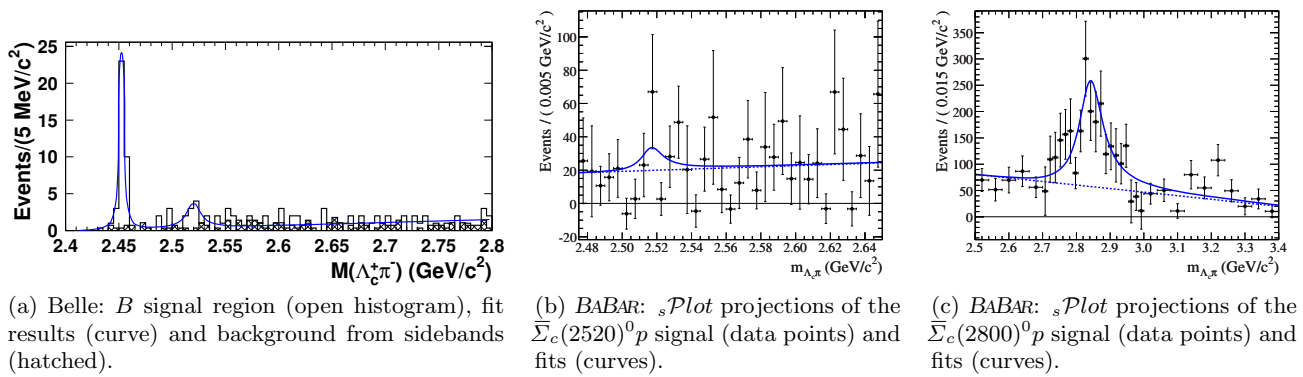 Events/(5 MeV/c²)
25
20
15
10
5
0
2.4 2.45 2.5 2.55 2.6 2.65 2.7 2.75 2.8
M(Λc⁺π⁻) (GeV/c²)
(a) Belle: B signal region (open histogram), fit
results (curve) and background from sidebands
(hatched).
Events / ( 0.005 GeV/c² )
100
80
60
40
20
0
-20
2.48 2.50 2.52 2.54 2.56 2.58 2.60 2.62 2.64
m_Λcπ (GeV/c²)
(b) BABAR: sPlot projections of the
Σ̅c(2520)⁰p signal (data points) and
fits (curves).
Events / ( 0.015 GeV/c² )
350
300
250
200
150
100
50
0
2.5 2.6 2.7 2.8 2.9 3.0 3.1 3.2 3.3 3.4
m_Λcπ (GeV/c²)
(c) BABAR: sPlot projections of the
Σ̅c(2800)⁰p signal (data points) and
fits (curves).